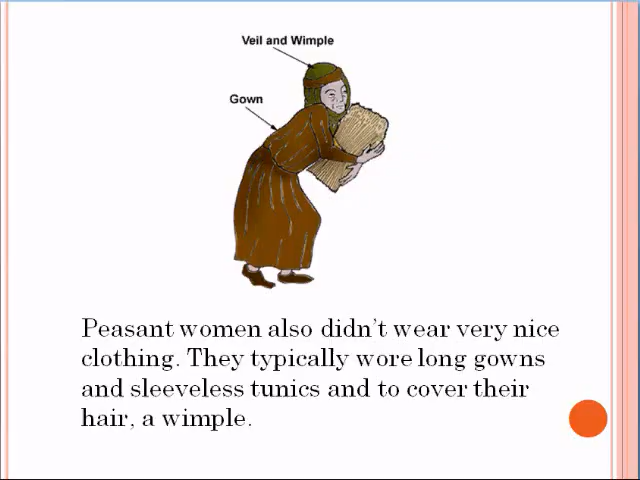 Veil and Wimple
Gown
Peasant women also didn't wear very nice
clothing. They typically wore long gowns
and sleeveless tunics and to cover their
hair, a wimple.